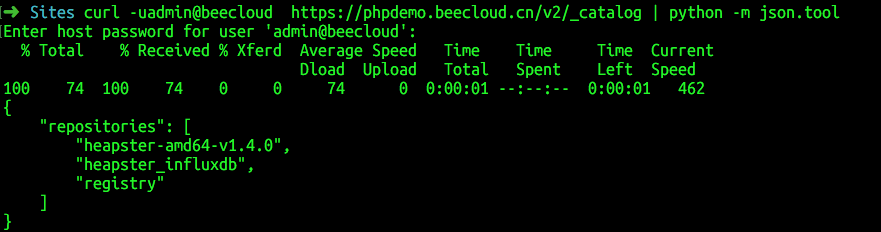 ➜  Sites curl -uadmin@beecloud  https://phpdemo.beecloud.cn/v2/_catalog | python -m json.tool
Enter host password for user 'admin@beecloud':
  % Total    % Received % Xferd  Average Speed   Time    Time     Time  Current
                                 Dload  Upload   Total   Spent    Left  Speed
100    74  100    74    0     0     74      0  0:00:01 --:--:--  0:00:01   462
{
    "repositories": [
        "heapster-amd64-v1.4.0",
        "heapster_influxdb",
        "registry"
    ]
}